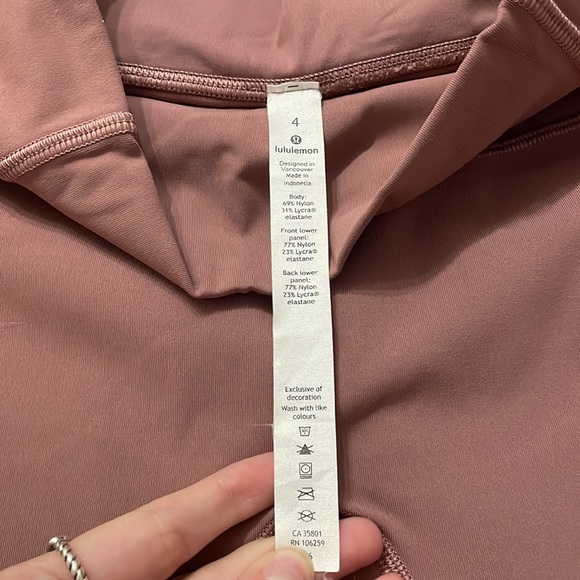 4
lululemon
Designed in
Vancouver
Made in
Indonesia
Body:
69% Nylon
31% Lycra®
elastane
Front lower
panel:
77% Nylon
23% Lycra®
elastane
Back lower
panel:
77% Nylon
23% Lycra®
elastane
Exclusive of
decoration
Wash with like
colours
CA 35801
RN 106259